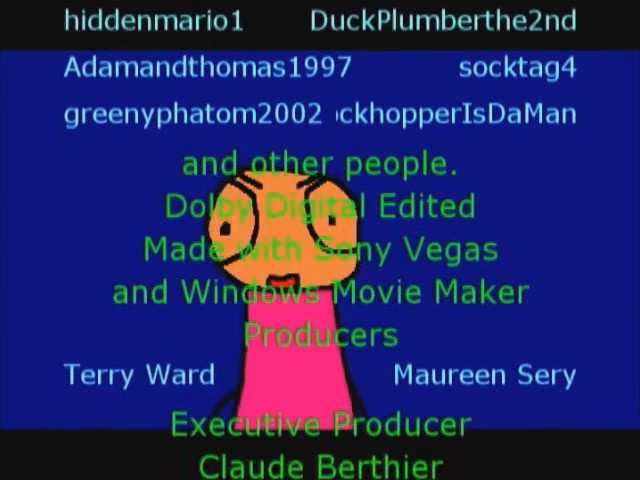 hiddenmario1 DuckPlumberthe2nd
Adamandthomas1997 socktag4
greenyphatom2002 ckhopperIsDaMan
and other people.
Dolby Digital Edited
Made with Sony Vegas
and Windows Movie Maker
Producers
Terry Ward Maureen Sery
Executive Producer
Claude Berthier